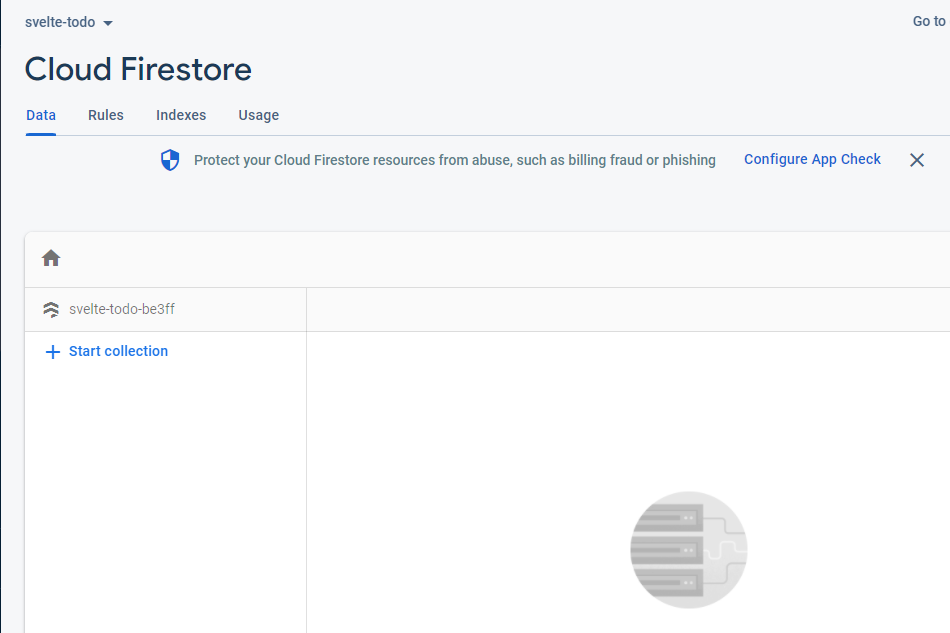 svelte-todo
Go to
Cloud Firestore
Data Rules Indexes Usage
Protect your Cloud Firestore resources from abuse, such as billing fraud or phishing Configure App Check
svelte-todo-be3ff
Start collection